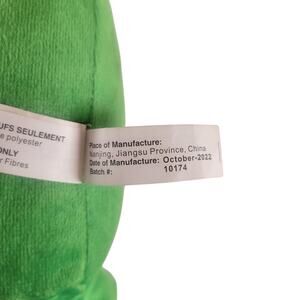 UFS SEULEMENT
polyester
ONLY
Fibres
Place of Manufacture:
Nanjing, Jiangsu Province, China
Date of Manufacture: October-2022
Batch #: 10174